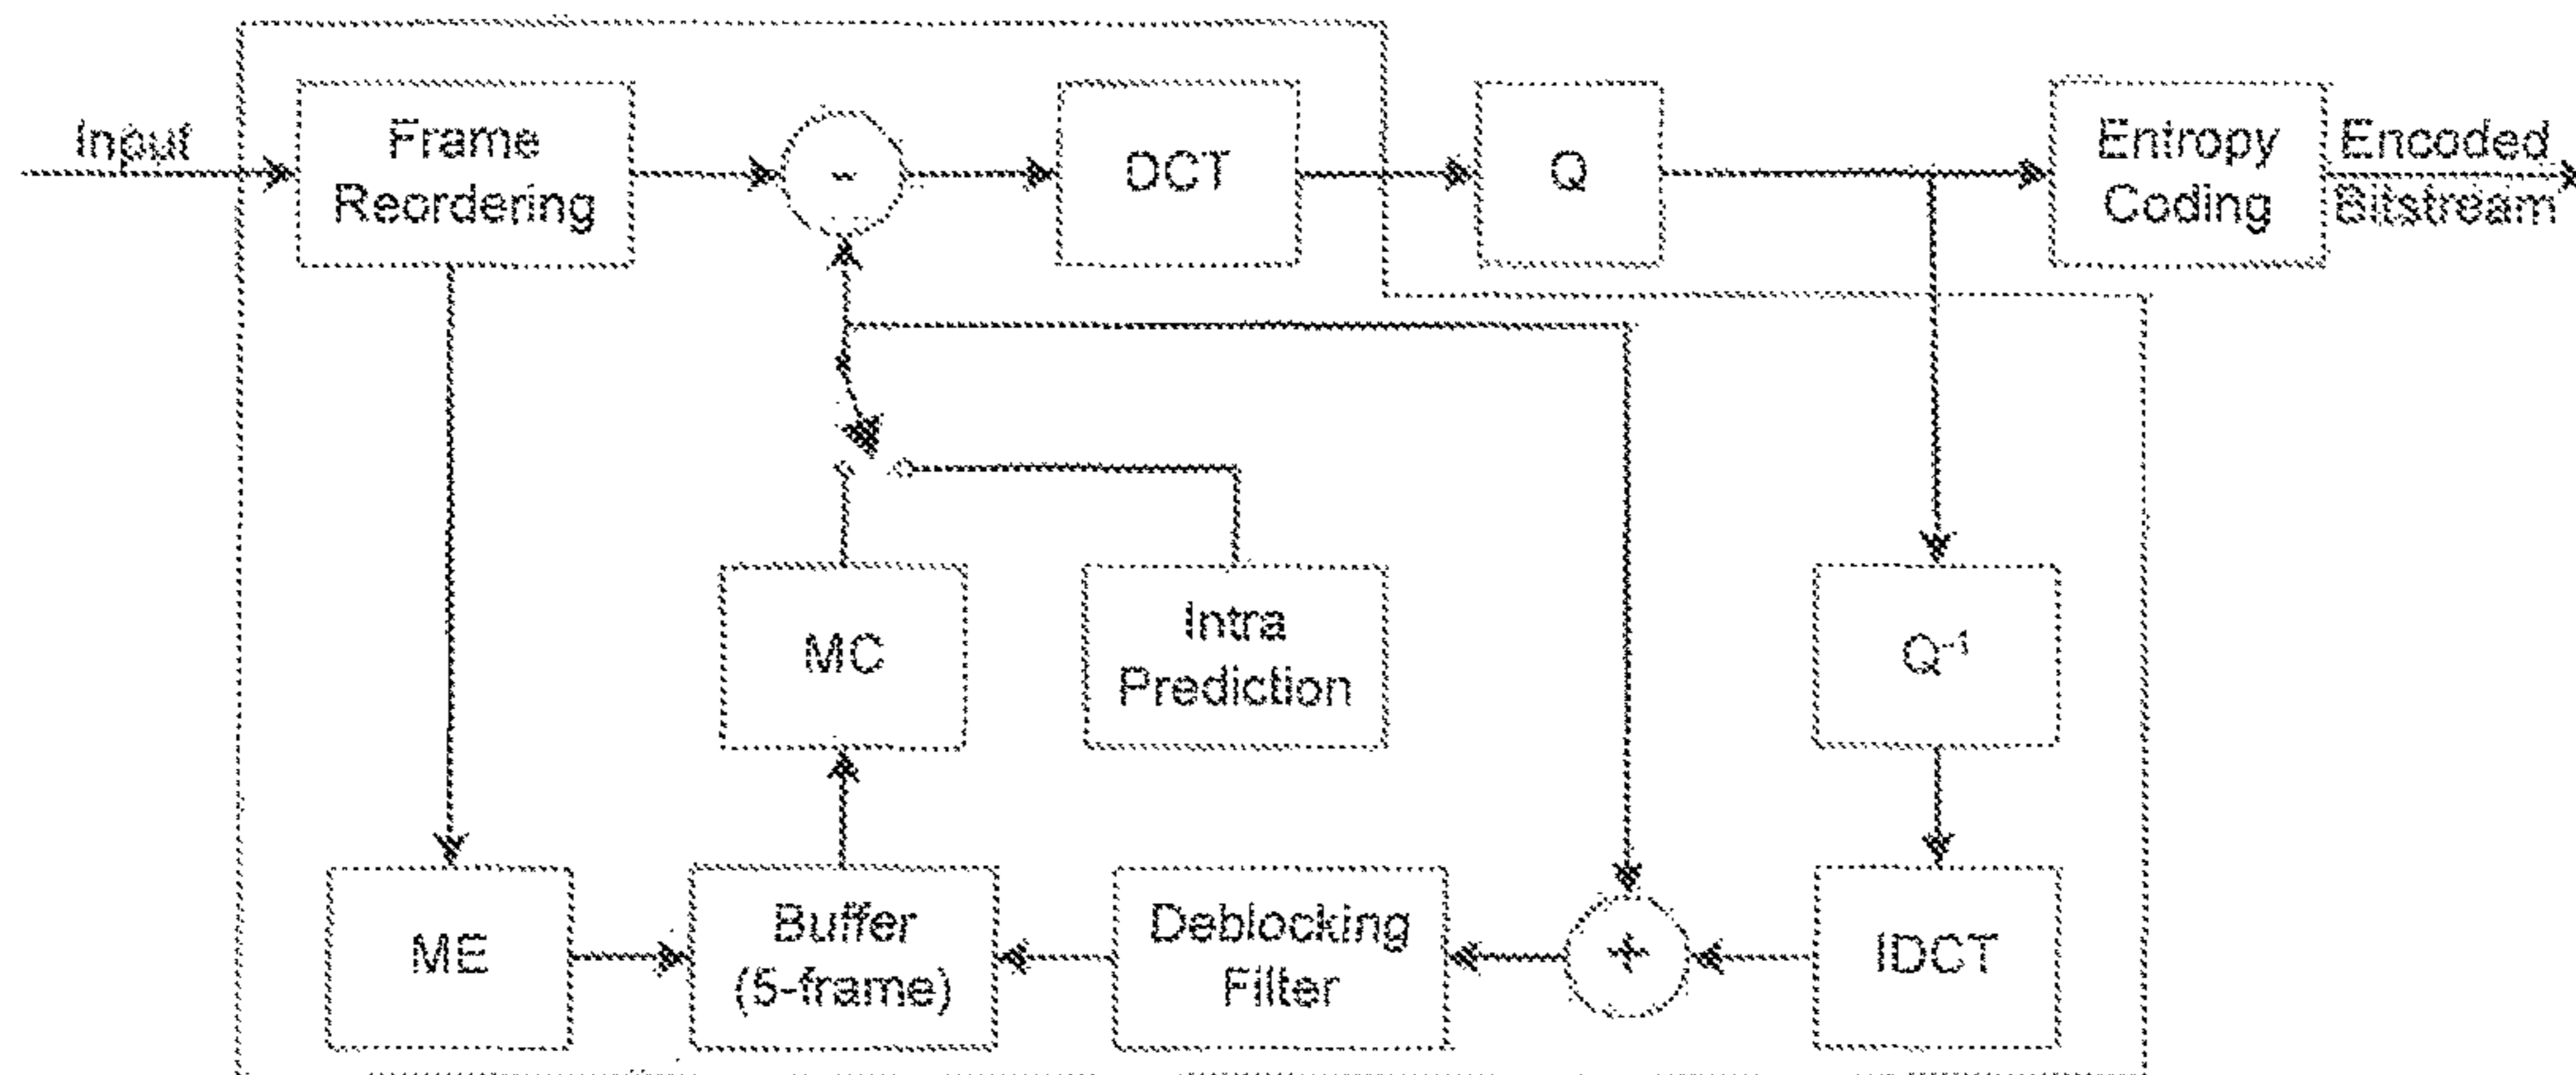 Input
Frame
Reordering
-
DCT
Q
Entropy
Coding
Encoded
Bitstream
MC
Intra
Prediction
Q-1
ME
Buffer
(5-frame)
Deblocking
Filter
+
IDCT